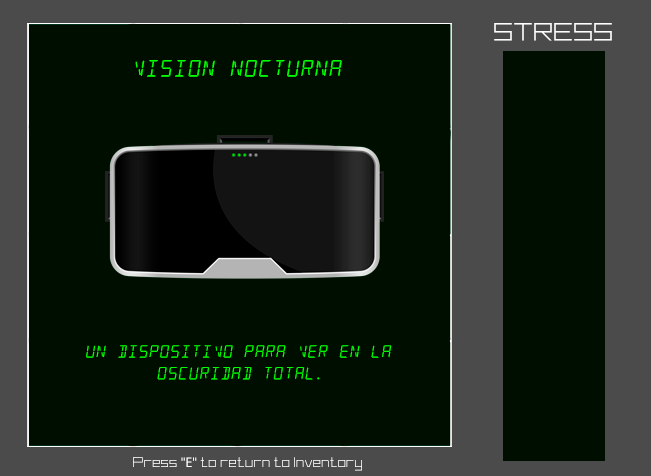 VISION NOCTURNA
STRESS
UN DISPOSITIVO PARA VER EN LA
OSCURIDAD TOTAL.
Press "E" to return to Inventory